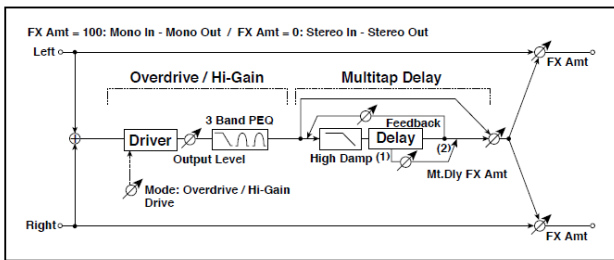 FX Amt = 100: Mono In - Mono Out / FX Amt = 0: Stereo In - Stereo Out
Left
FX Amt
Overdrive / Hi-Gain
Multitap Delay
3 Band PEQ
Feedback
Driver
Delay
Output Level
High Damp
(1)
(2)
Mt.Dly FX Amt
Mode: Overdrive / Hi-Gain
Drive
Right
FX Amt